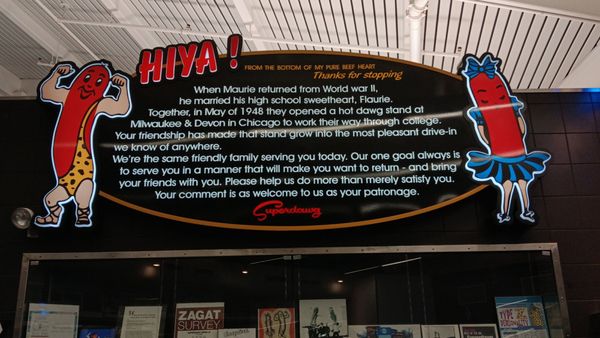 HIYA!
FROM THE BOTTOM OF MY PURE BEEF HEART
Thanks for stopping
When Maurie returned from World war II,
he married his high school sweetheart, Flaurie.
Together, in May of 1948 they opened a hot dawg stand at
Milwaukee & Devon in Chicago to work their way through college.
Your friendship has made that stand grow into the most pleasant drive-in
we know of anywhere.
We're the same friendly family serving you today. Our one goal always is
to serve you in a manner that will make you want to return - and bring
your friends with you. Please help us do more than merely satisfy you.
Your comment is as welcome to us as your patronage.
Superdawg
ZAGAT
SURVEY
TYPE